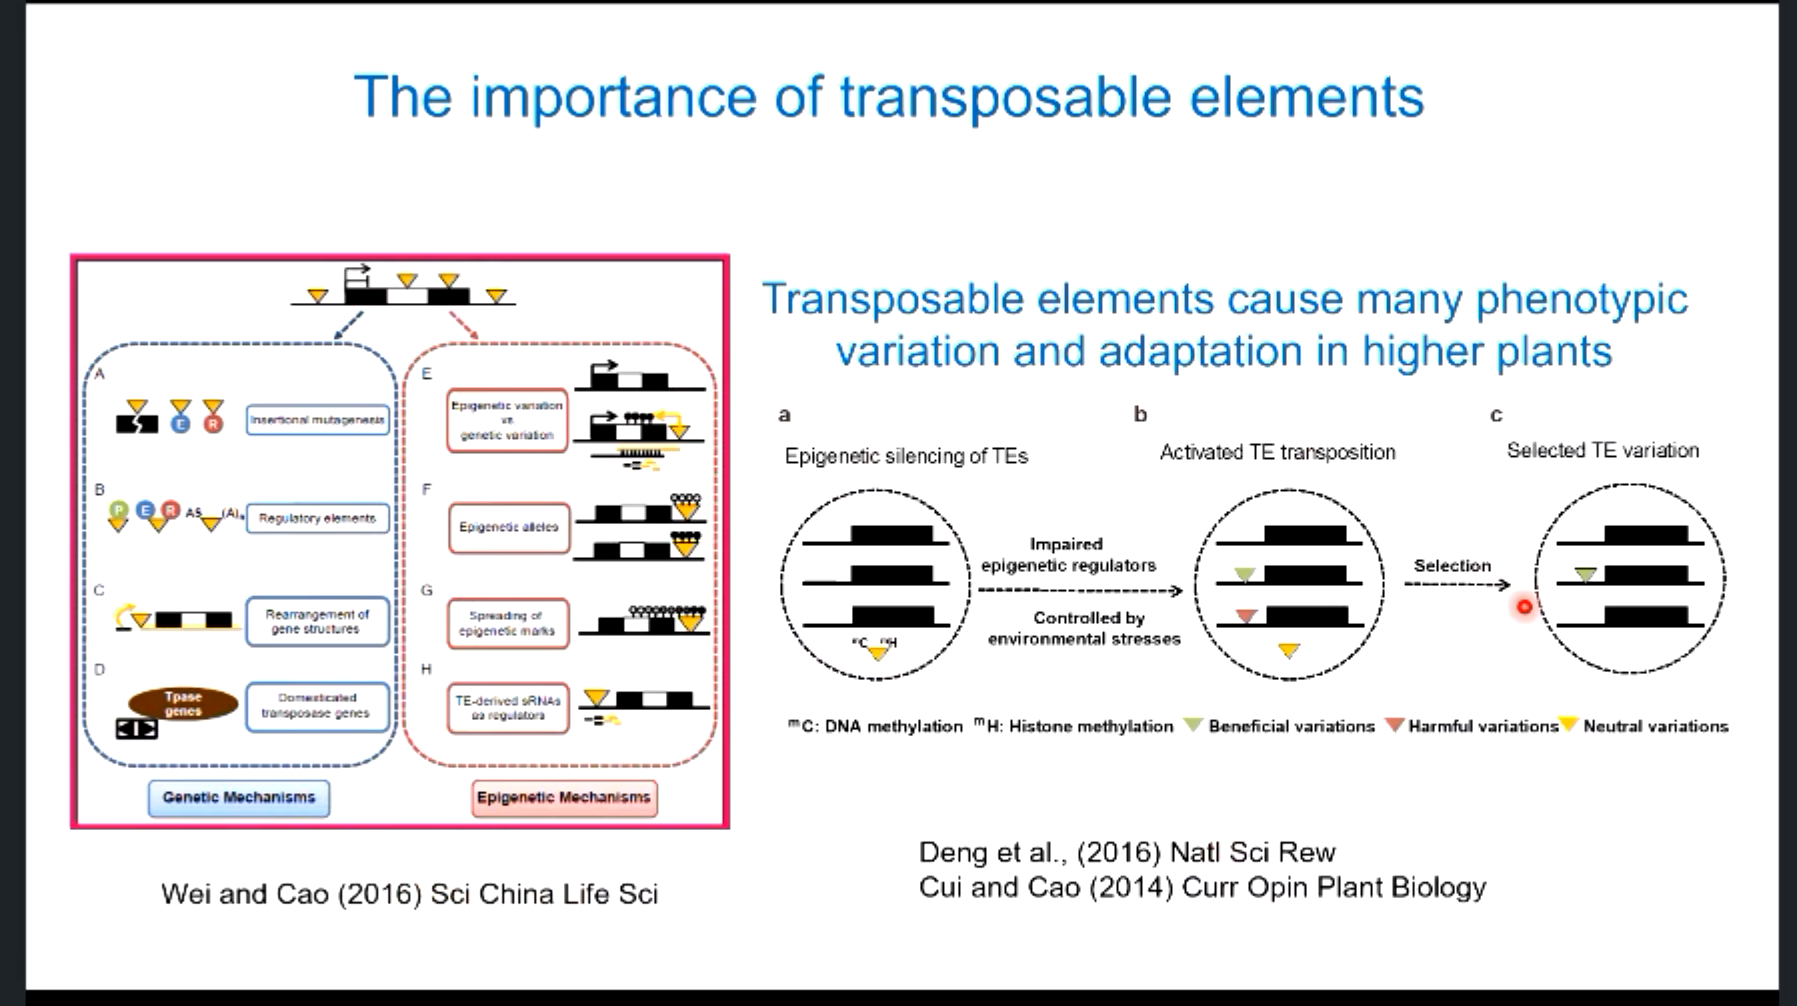 The importance of transposable elements
A
Insertional mutagenesis
E R
B
P E R AS (A)n
Regulatory elements
C
Rearrangement of
gene structures
D
Tpase
genes
Domesticated
transposase genes
Genetic Mechanisms
E
Epigenetic variation
vs
genetic variation
F
Epigenetic alleles
G
Spreading of
epigenetic marks
H
TE-derived sRNAs
as regulators
Epigenetic Mechanisms
Wei and Cao (2016) Sci China Life Sci
Transposable elements cause many phenotypic
variation and adaptation in higher plants
a
Epigenetic silencing of TEs
mC mH
Impaired
epigenetic regulators
Controlled by
environmental stresses
b
Activated TE transposition
Selection
c
Selected TE variation
mC: DNA methylation mH: Histone methylation Beneficial variations Harmful variations Neutral variations
Deng et al., (2016) Natl Sci Rew
Cui and Cao (2014) Curr Opin Plant Biology